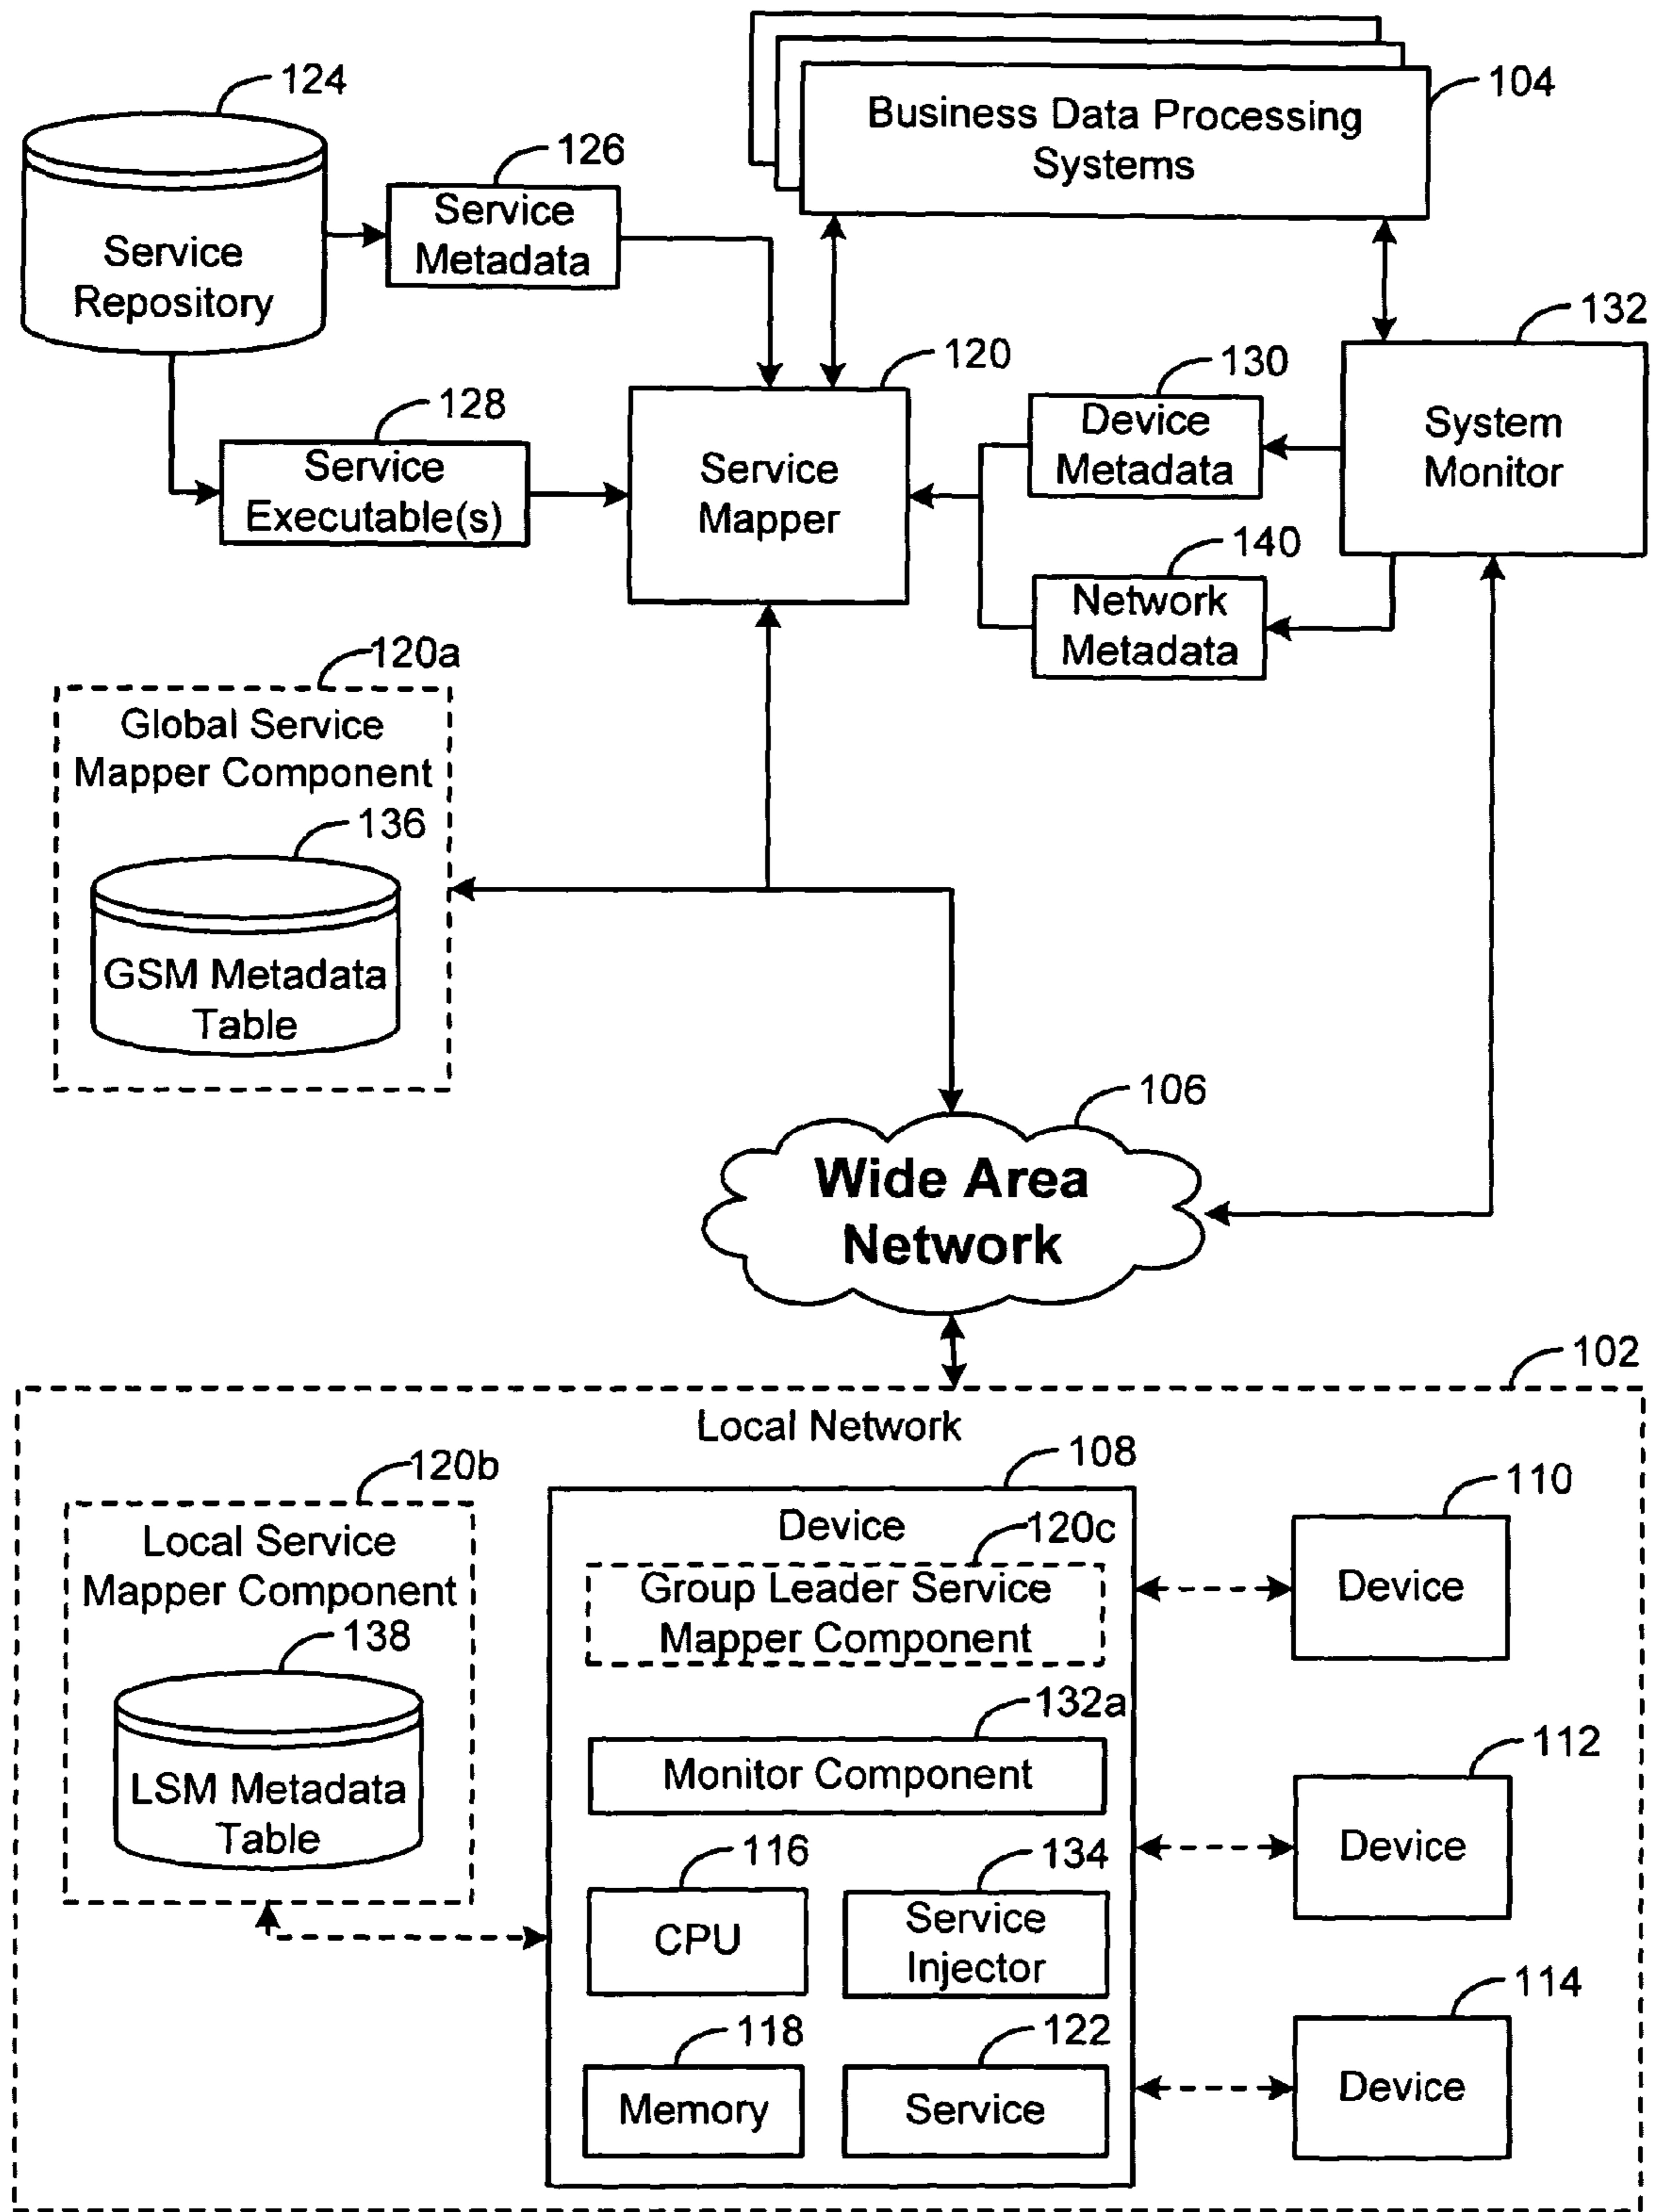 124
Service
Repository
126
Service
Metadata
128
Service
Executable(s)
104
Business Data Processing
Systems
120
Service
Mapper
130
Device
Metadata
140
Network
Metadata
132
System
Monitor
120a
Global Service
Mapper Component
136
GSM Metadata
Table
106
Wide Area
Network
102
Local Network
120b
Local Service
Mapper Component
138
LSM Metadata
Table
108
Device
120c
Group Leader Service
Mapper Component
132a
Monitor Component
116
CPU
134
Service
Injector
118
Memory
122
Service
110
Device
112
Device
114
Device